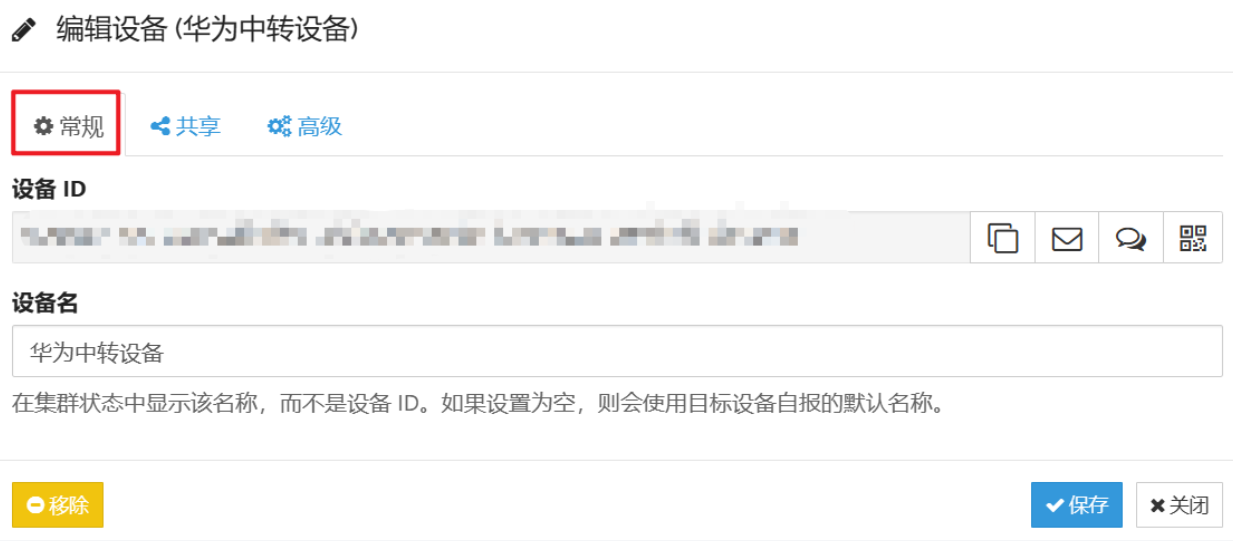 编辑设备 (华为中转设备)
常规 共享 高级
设备 ID
设备名
华为中转设备
在集群状态中显示该名称，而不是设备 ID。如果设置为空，则会使用目标设备自报的默认名称。
移除 保存 关闭